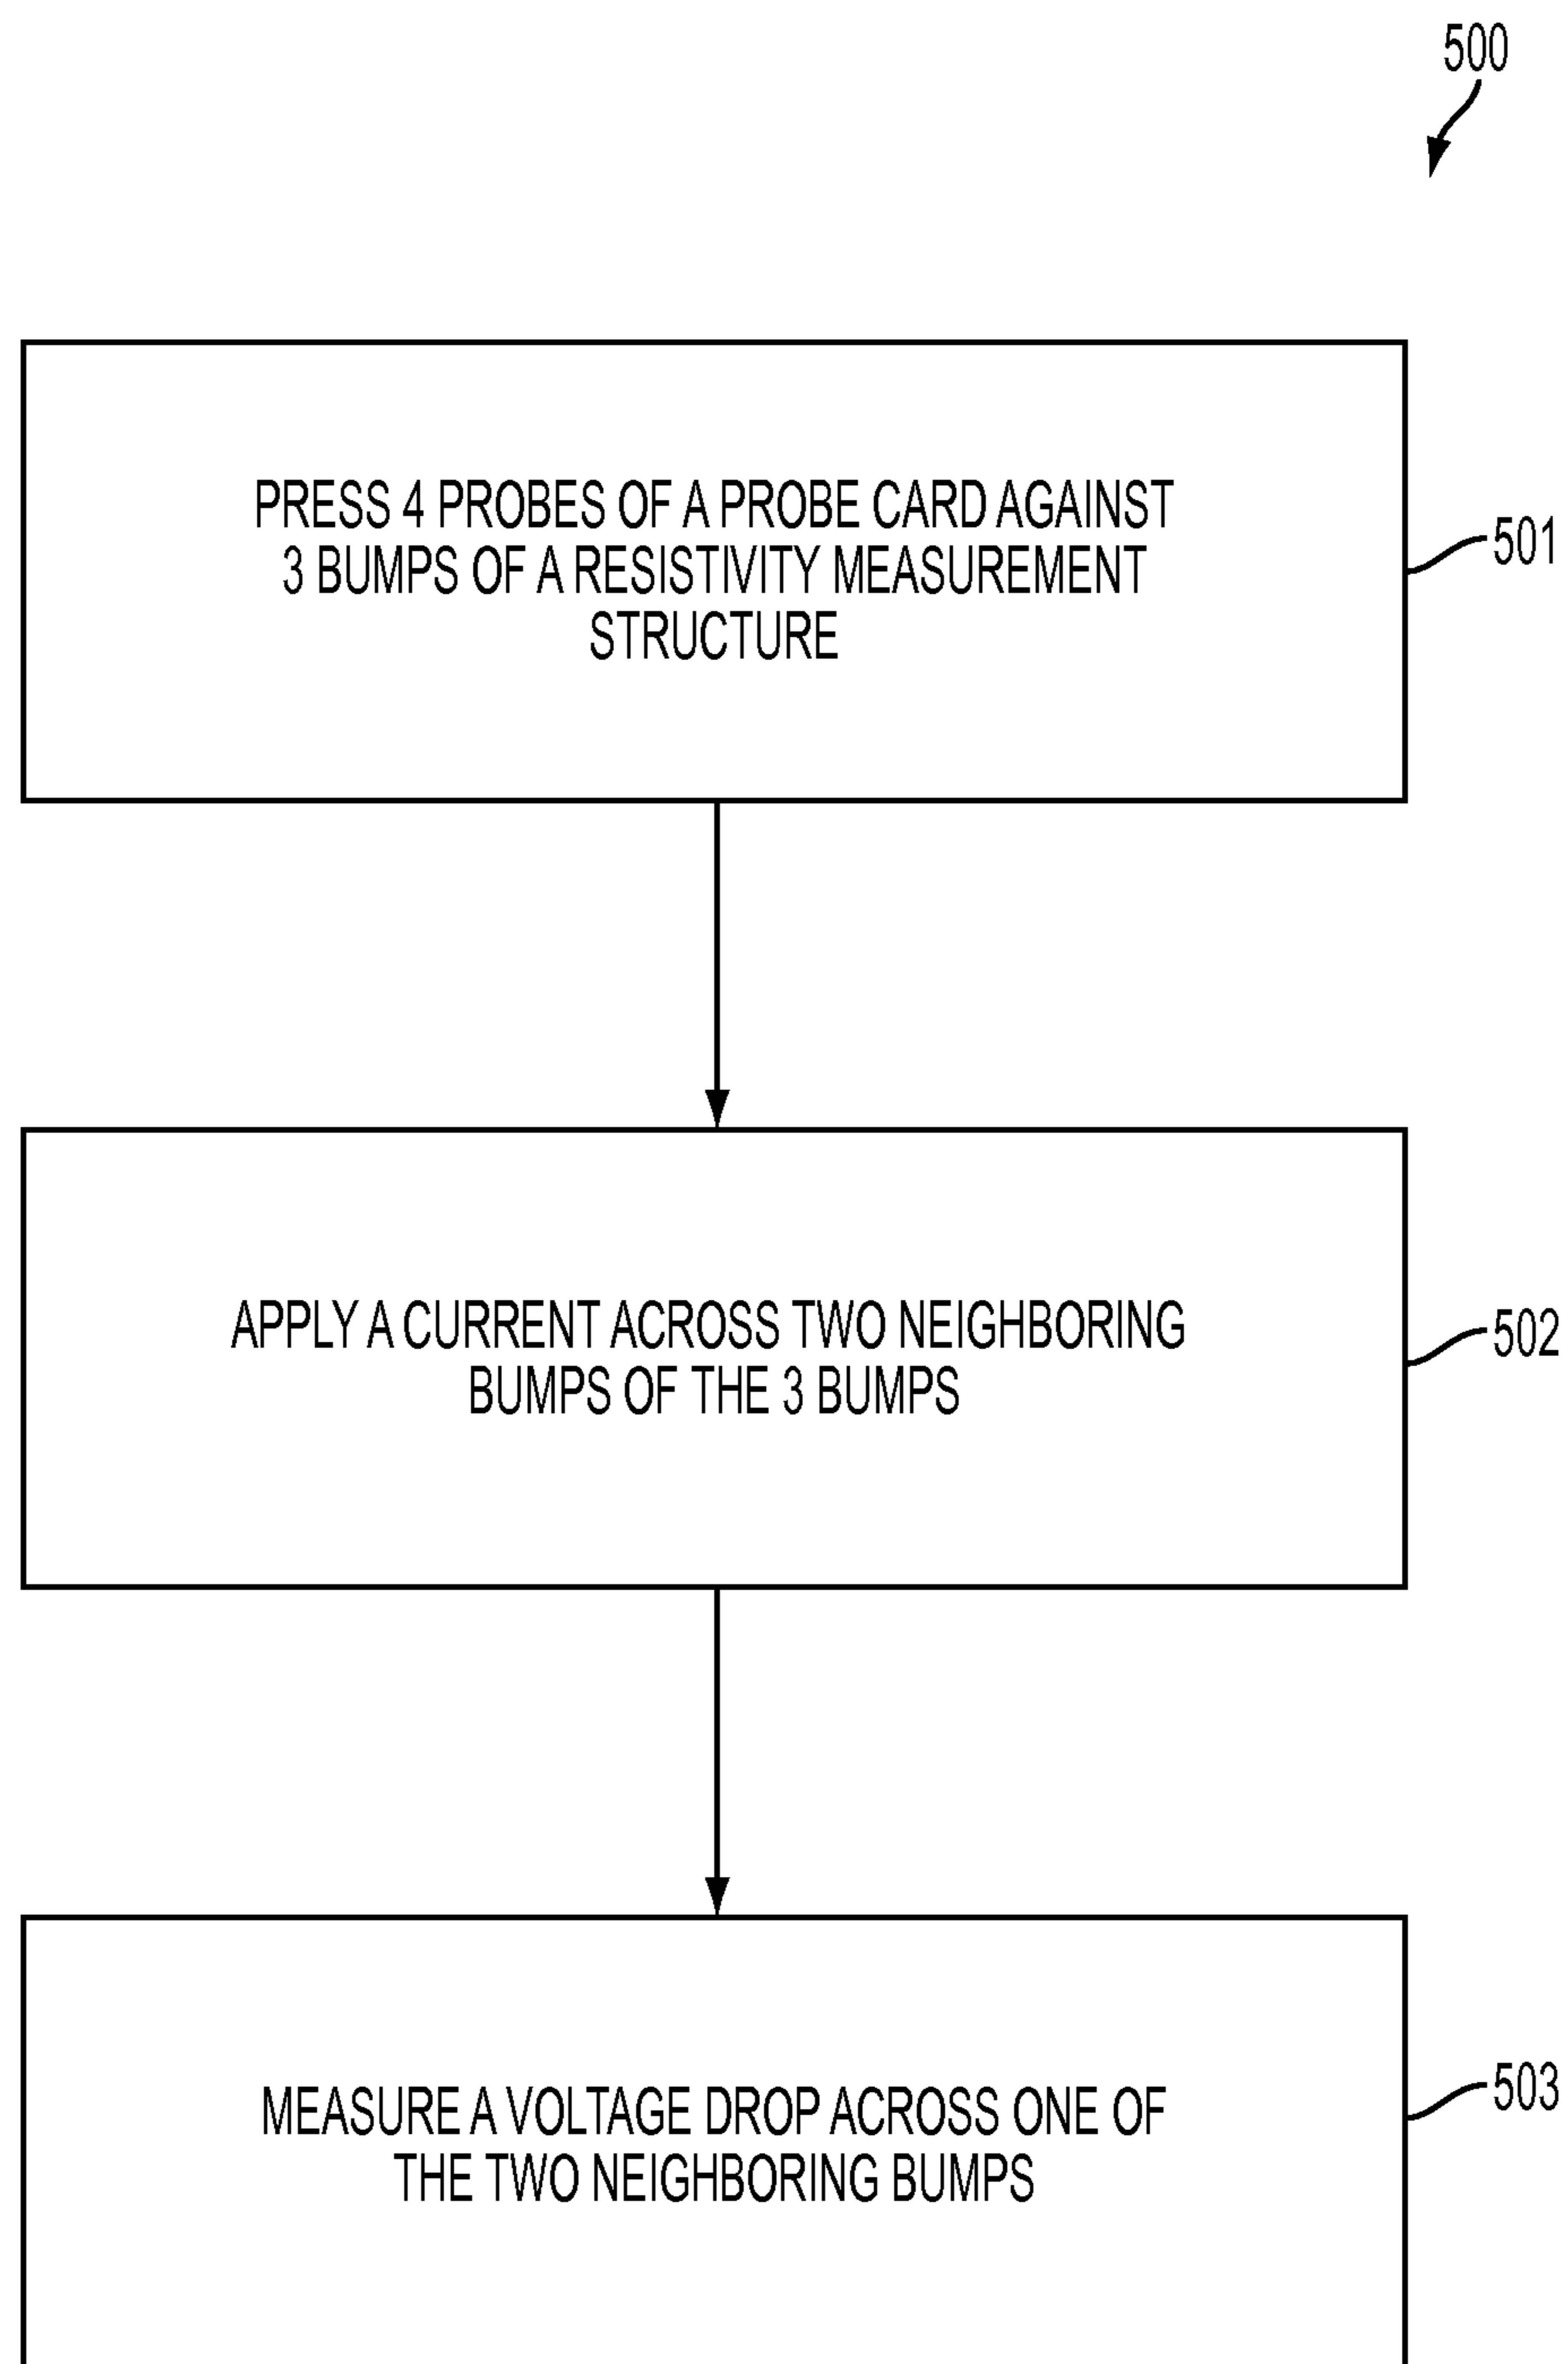 500
PRESS 4 PROBES OF A PROBE CARD AGAINST
3 BUMPS OF A RESISTIVITY MEASUREMENT
STRUCTURE
501
APPLY A CURRENT ACROSS TWO NEIGHBORING
BUMPS OF THE 3 BUMPS
502
MEASURE A VOLTAGE DROP ACROSS ONE OF
THE TWO NEIGHBORING BUMPS
503